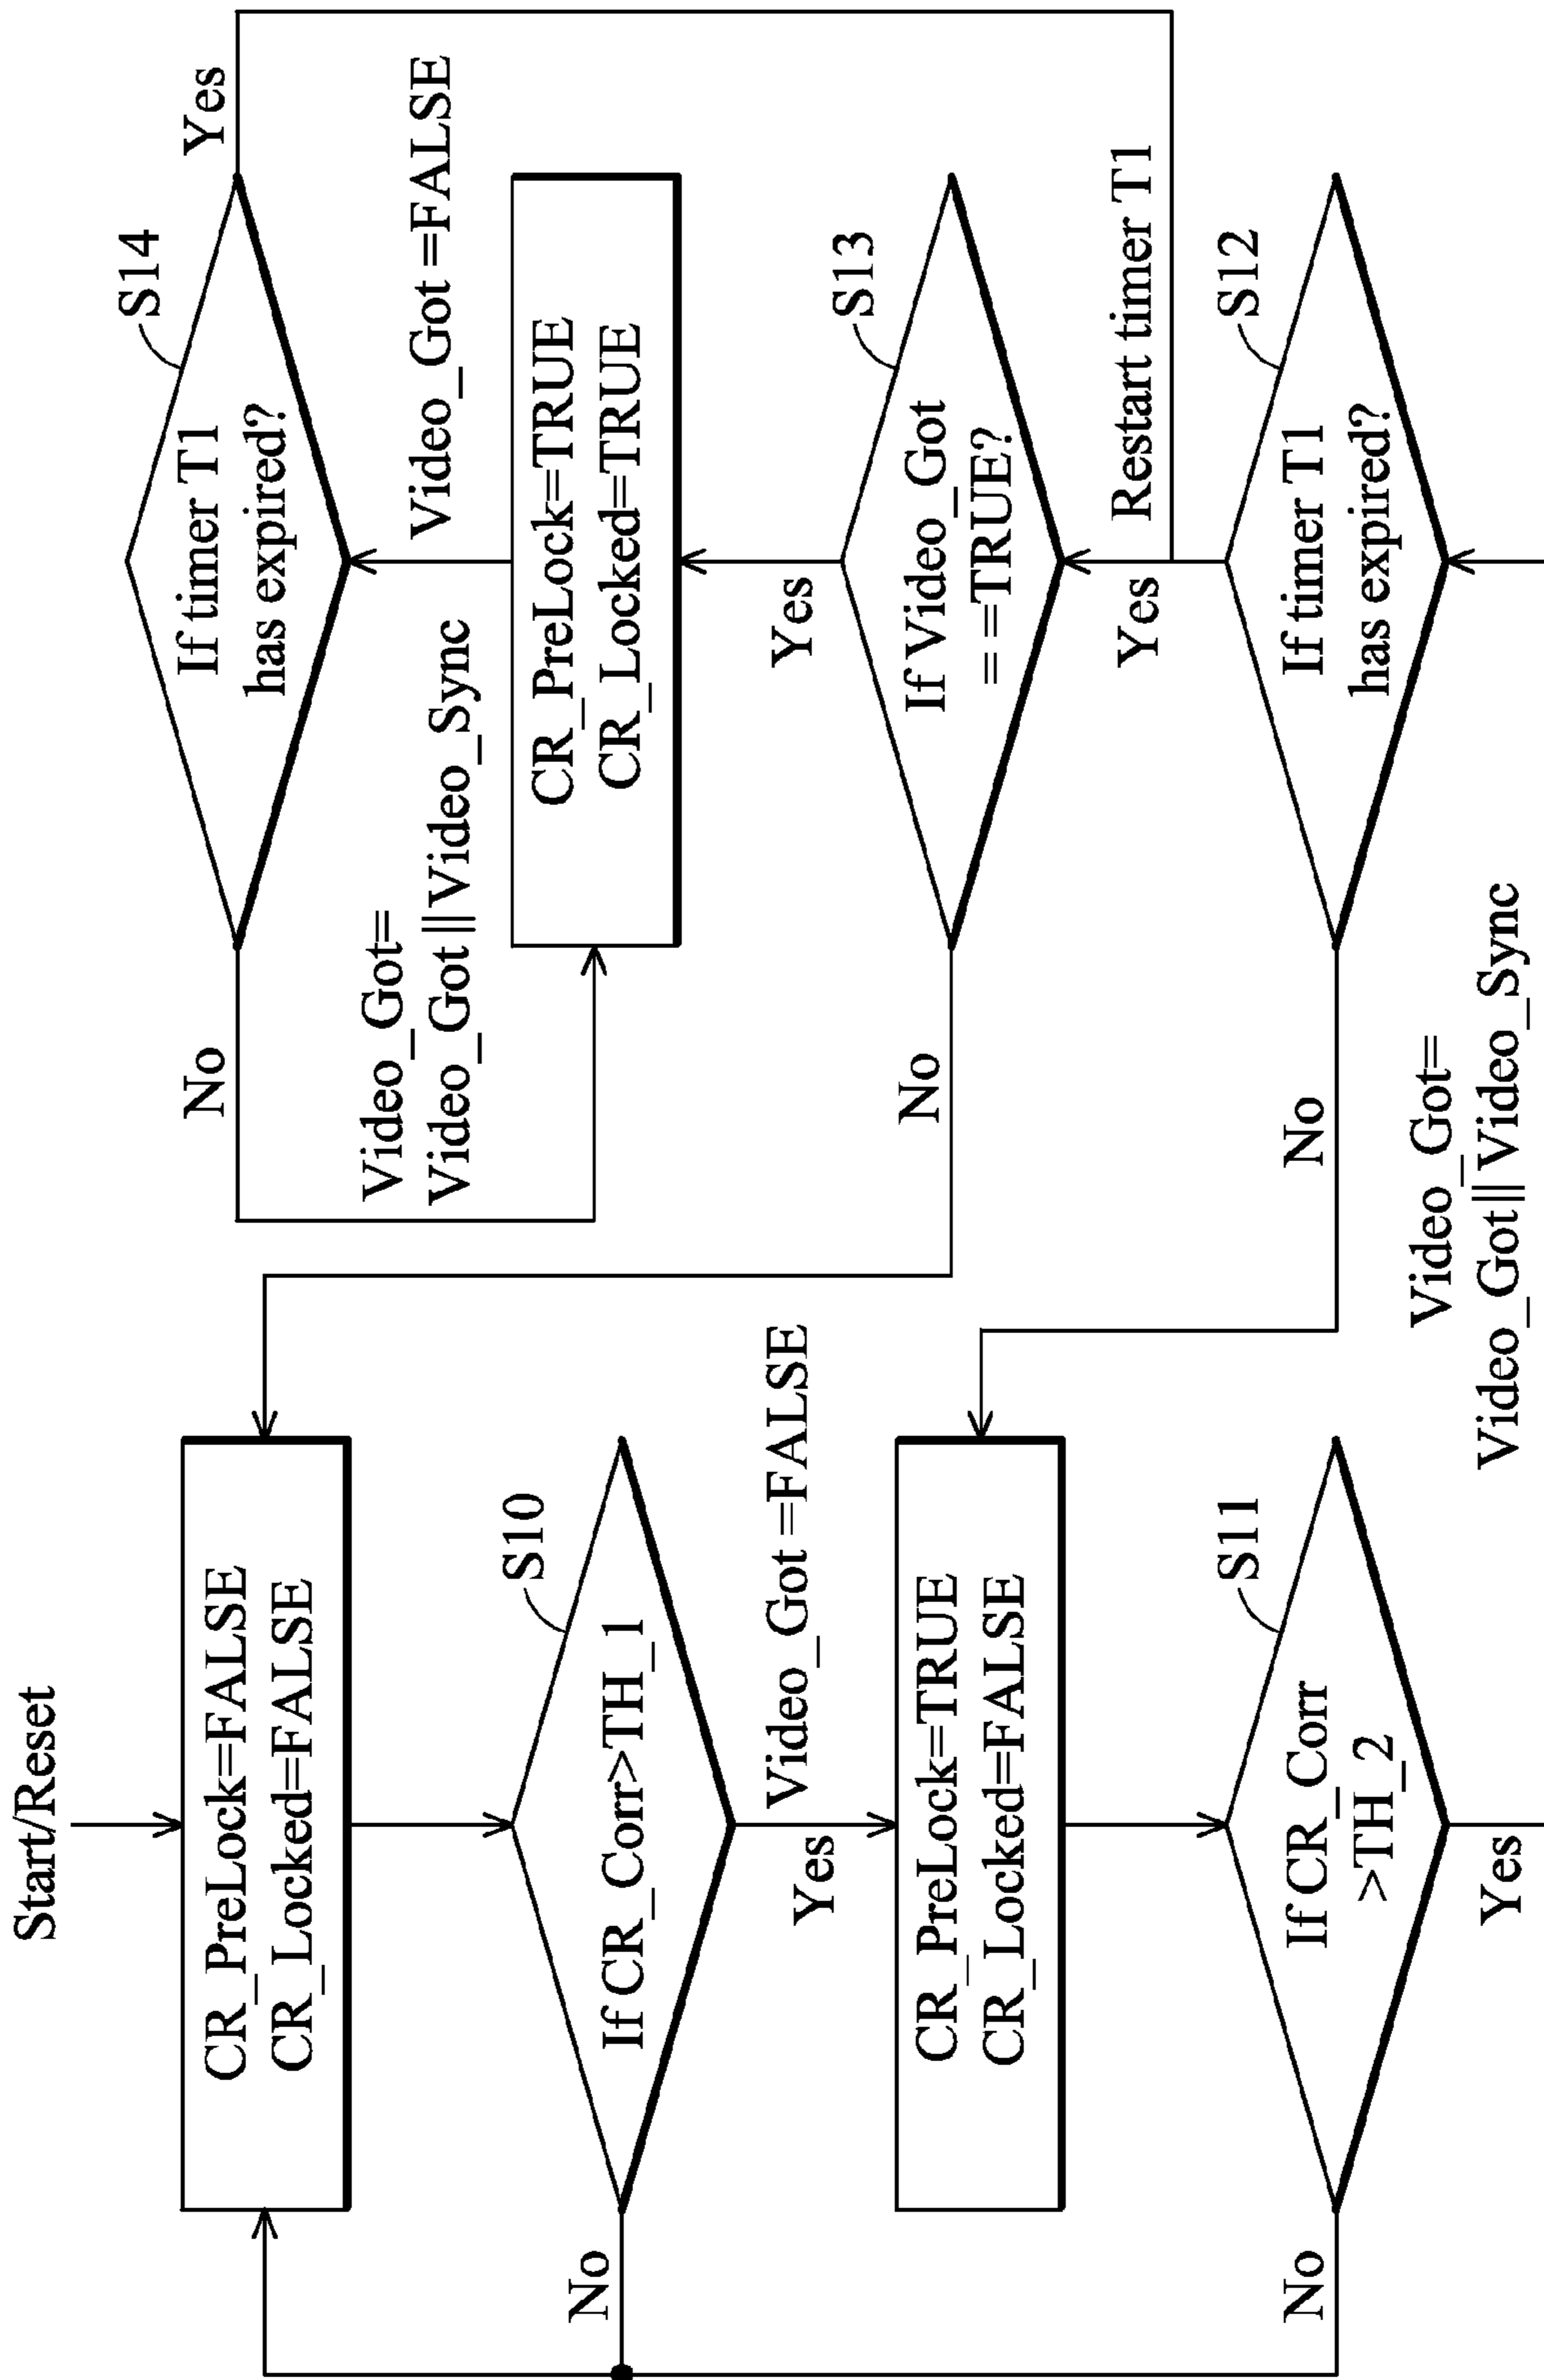 Start/Reset
CR_PreLock=FALSE
CR_Locked=FALSE
S10
If CR_Corr>TH_1
No
Yes
Video_Got =FALSE
CR_PreLock=TRUE
CR_Locked=FALSE
S11
If CR_Corr
>TH_2
No
Yes
Video_Got=
Video_Got||Video_Sync
S12
If timer T1
has expired?
No
Yes
Restart timer T1
S13
If Video_Got
= =TRUE?
No
Yes
CR_PreLock=TRUE
CR_Locked=TRUE
Video_Got =FALSE
S14
If timer T1
has expired?
Yes
No
Video_Got=
Video_Got||Video_Sync